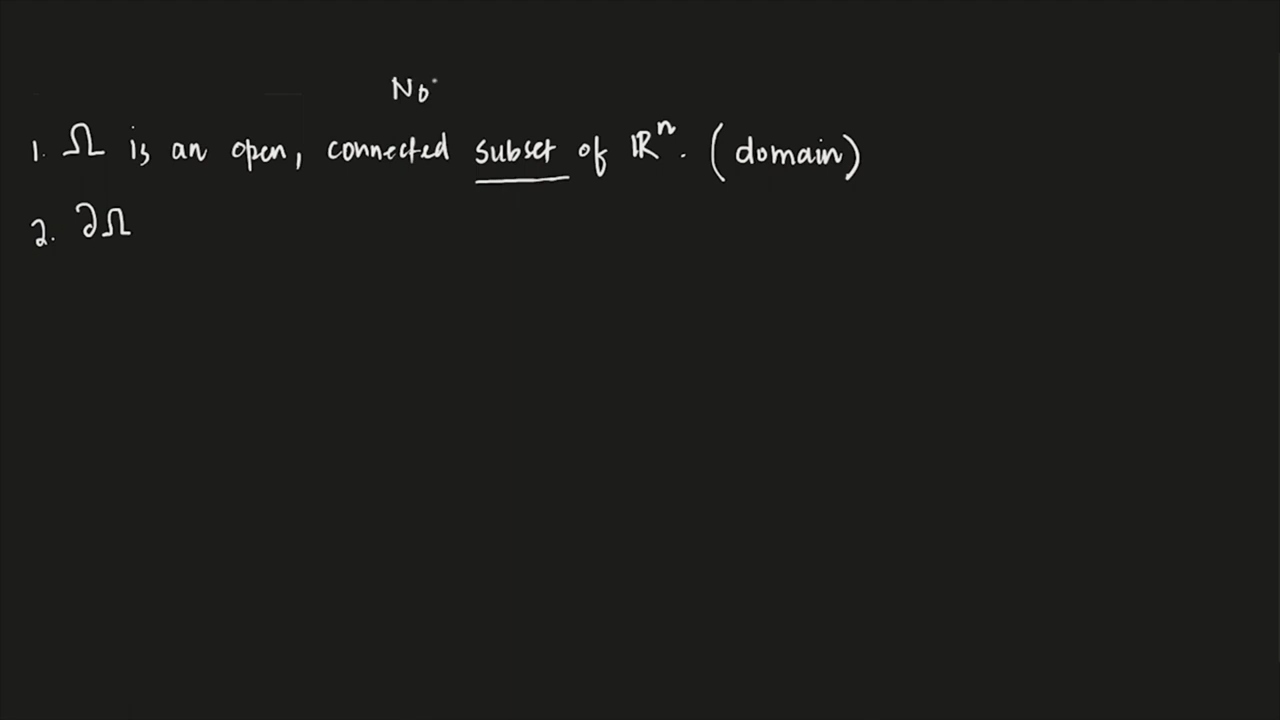 No
1. Ω is an open, connected subset of ℝⁿ. (domain)
2. ∂Ω